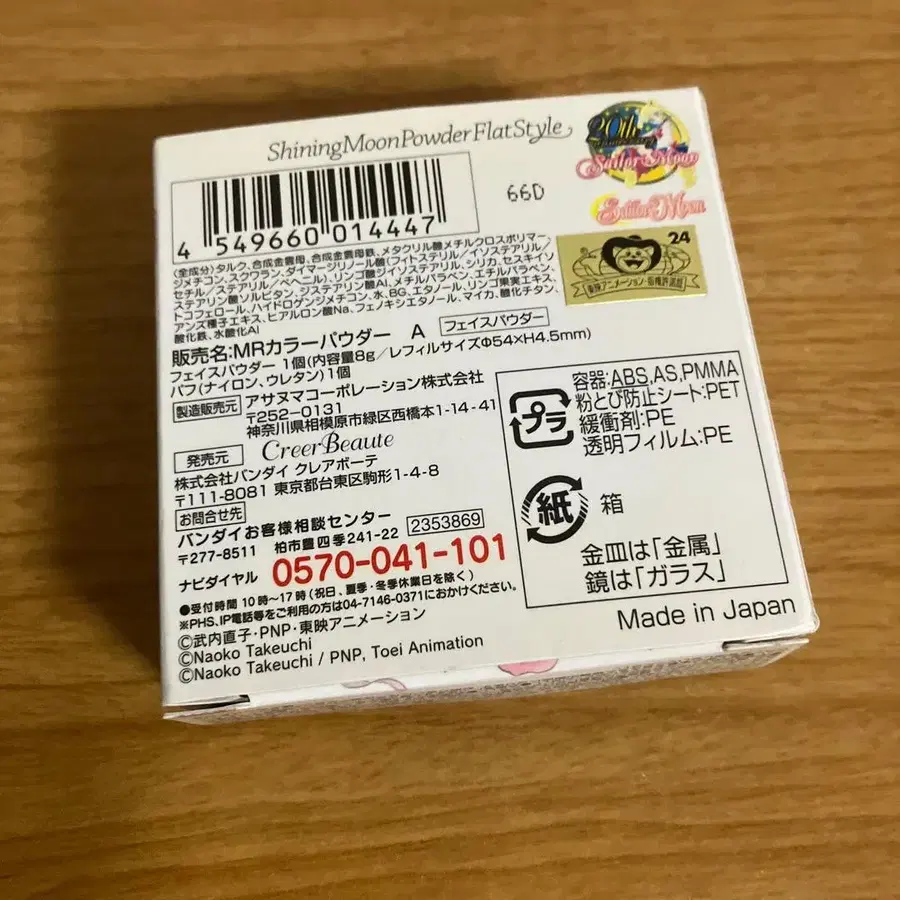 ShiningMoonPowderFlatStyle
20th
Anniversary
Sailor Moon
Sailor Moon
66D
4 549660 014447
24
東映アニメーション・版権許諾証
(全成分)タルク、合成金雲母、合成金雲母鉄、メタクリル酸メチルクロスポリマー、
ジメチコン、スクワラン、ダイマージリノール酸(フィトステリル/イソステアリル/
セチル/ステアリル/ベヘニル)、リンゴ酸ジイソステアリル、シリカ、セスキイソ
ステアリン酸ソルビタン、ジステアリン酸Al、メチルパラベン、エチルパラベン、
トコフェロール、ハイドロゲンジメチコン、水、BG、エタノール、リンゴ果実エキス、
アンズ種子エキス、ヒアルロン酸Na、フェノキシエタノール、マイカ、酸化チタン、
酸化鉄、水酸化Al
販売名:MRカラーパウダー A フェイスパウダー
フェイスパウダー 1個(内容量8g/レフィルサイズΦ54×H4.5mm)
パフ(ナイロン、ウレタン)1個
製造販売元 アサヌマコーポレーション株式会社
〒252-0131
神奈川県相模原市緑区西橋本1-14-41
発売元 CreerBeaute
株式会社バンダイ クレアボーテ
〒111-8081 東京都台東区駒形1-4-8
お問合せ先
バンダイお客様相談センター 2353869
〒277-8511 柏市豊四季241-22
ナビダイヤル 0570-041-101
●受付時間 10時~17時(祝日、夏季・冬季休業日を除く)
※PHS、IP電話等をご利用の方は04-7146-0371におかけください。
©武内直子・PNP・東映アニメーション
©Naoko Takeuchi
©Naoko Takeuchi / PNP, Toei Animation
プラ
容器:ABS,AS,PMMA
粉とび防止シート:PET
緩衝剤:PE
透明フィルム:PE
紙 箱
金皿は「金属」
鏡は「ガラス」
Made in Japan